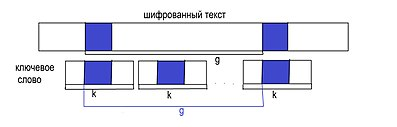 шифрованный текст
g
ключевое
слово
k k k
g